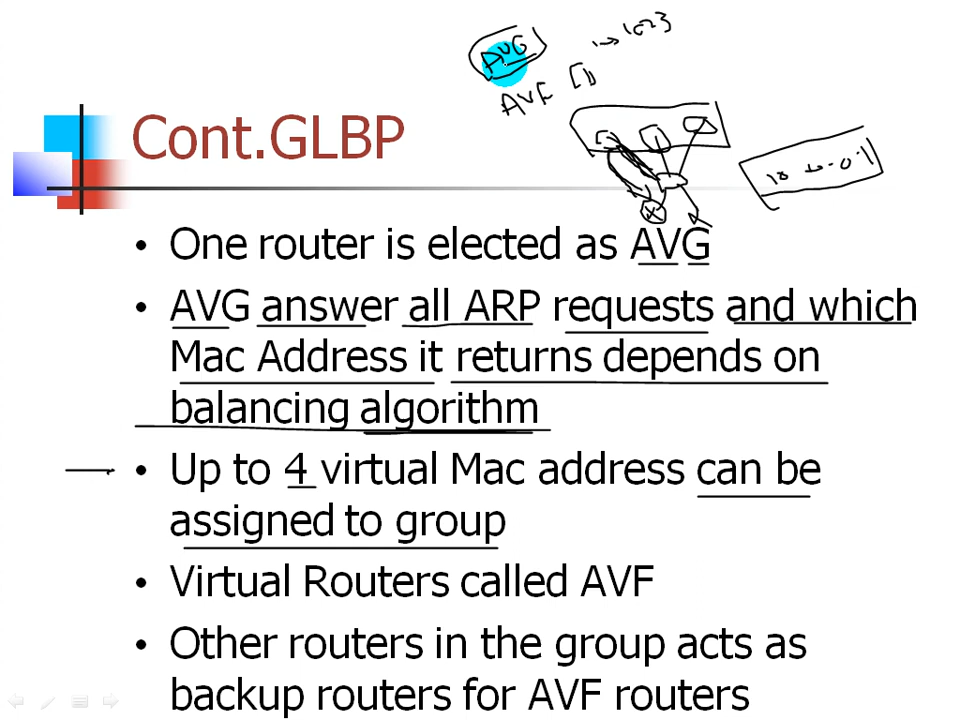 AVG
1 → 1023
AVF
Cont.GLBP
• One router is elected as AVG
• AVG answer all ARP requests and which
Mac Address it returns depends on
balancing algorithm
• Up to 4 virtual Mac address can be
assigned to group
• Virtual Routers called AVF
• Other routers in the group acts as
backup routers for AVF routers